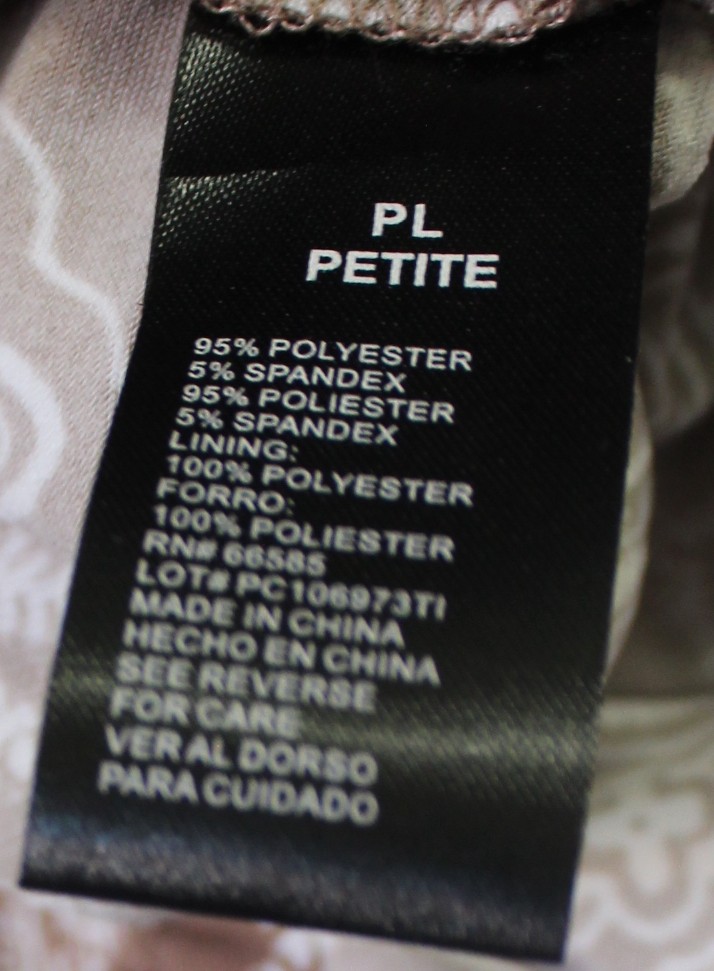 PL
PETITE
95% POLYESTER
5% SPANDEX
95% POLIESTER
5% SPANDEX
LINING:
100% POLYESTER
FORRO:
100% POLIESTER
RN# 66585
LOT# PC106973TI
MADE IN CHINA
HECHO EN CHINA
SEE REVERSE
FOR CARE
VER AL DORSO
PARA CUIDADO